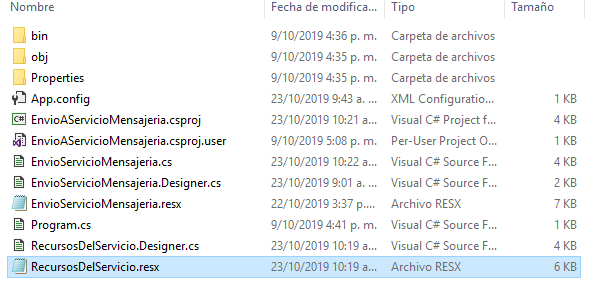 Nombre Fecha de modifica... Tipo Tamaño
bin 9/10/2019 4:36 p. m. Carpeta de archivos
obj 9/10/2019 4:35 p. m. Carpeta de archivos
Properties 9/10/2019 4:35 p. m. Carpeta de archivos
App.config 23/10/2019 9:43 a. ... XML Configuratio... 1 KB
EnvioAServicioMensajeria.csproj 23/10/2019 10:21 a... Visual C# Project f... 4 KB
EnvioAServicioMensajeria.csproj.user 9/10/2019 5:08 p. m. Per-User Project O... 1 KB
EnvioServicioMensajeria.cs 23/10/2019 10:22 a... Visual C# Source F... 4 KB
EnvioServicioMensajeria.Designer.cs 23/10/2019 9:01 a. ... Visual C# Source F... 2 KB
EnvioServicioMensajeria.resx 22/10/2019 3:37 p.... Archivo RESX 7 KB
Program.cs 9/10/2019 4:41 p. m. Visual C# Source F... 1 KB
RecursosDelServicio.Designer.cs 23/10/2019 10:19 a... Visual C# Source F... 4 KB
RecursosDelServicio.resx 23/10/2019 10:19 a... Archivo RESX 6 KB